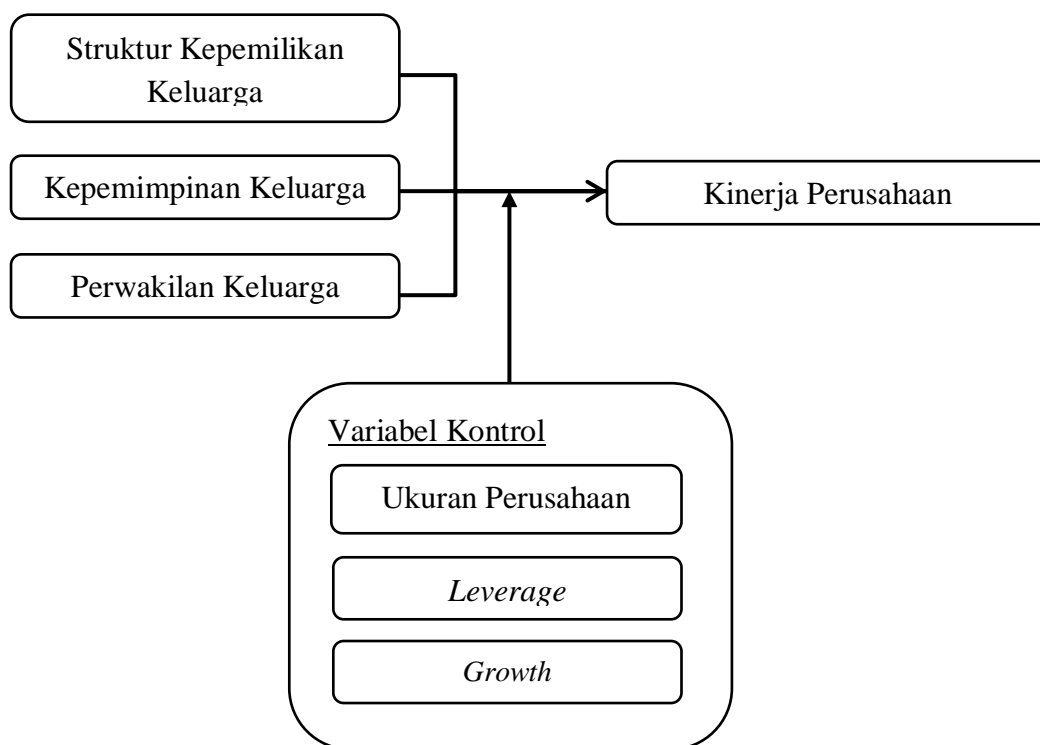 Struktur Kepemilikan
Keluarga
Kepemimpinan Keluarga
Kinerja Perusahaan
Perwakilan Keluarga
Variabel Kontrol
Ukuran Perusahaan
Leverage
Growth